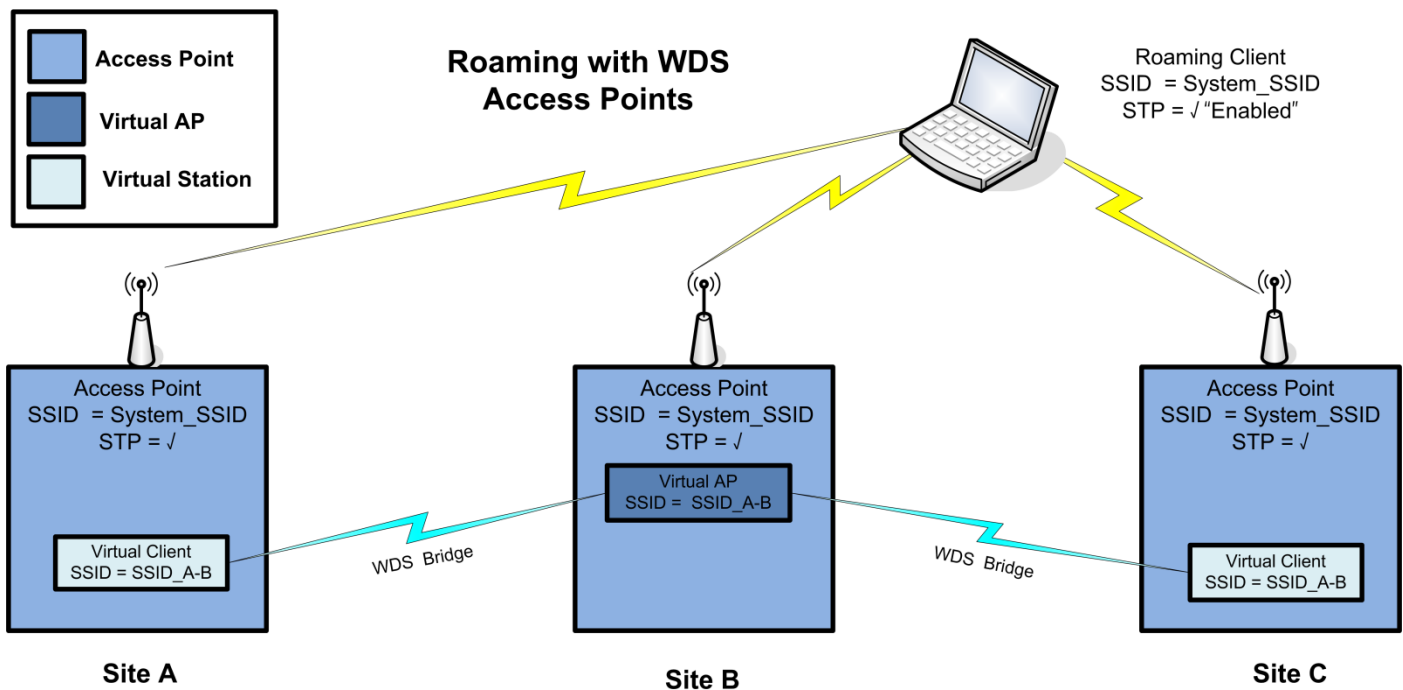 Access Point
Virtual AP
Virtual Station
Roaming with WDS
Access Points
Roaming Client
SSID = System_SSID
STP = √ "Enabled"
Access Point
SSID = System_SSID
STP = √
Virtual Client
SSID = SSID_A-B
WDS Bridge
Access Point
SSID = System_SSID
STP = √
Virtual AP
SSID = SSID_A-B
WDS Bridge
Access Point
SSID = System_SSID
STP = √
Virtual Client
SSID = SSID_A-B
Site A
Site B
Site C